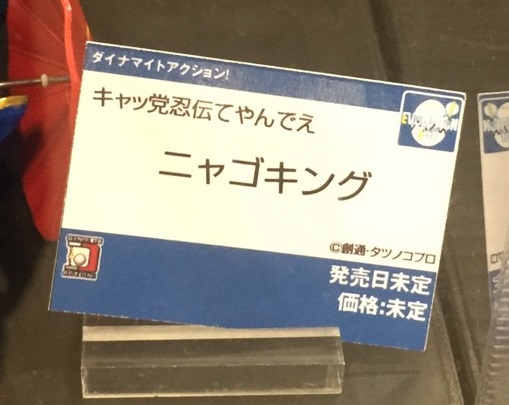 ダイナマイトアクション!
キャッ党忍伝てやんでえ
EVOLUTION
ニャゴキング
©創通・タツノコプロ
発売日未定
価格:未定